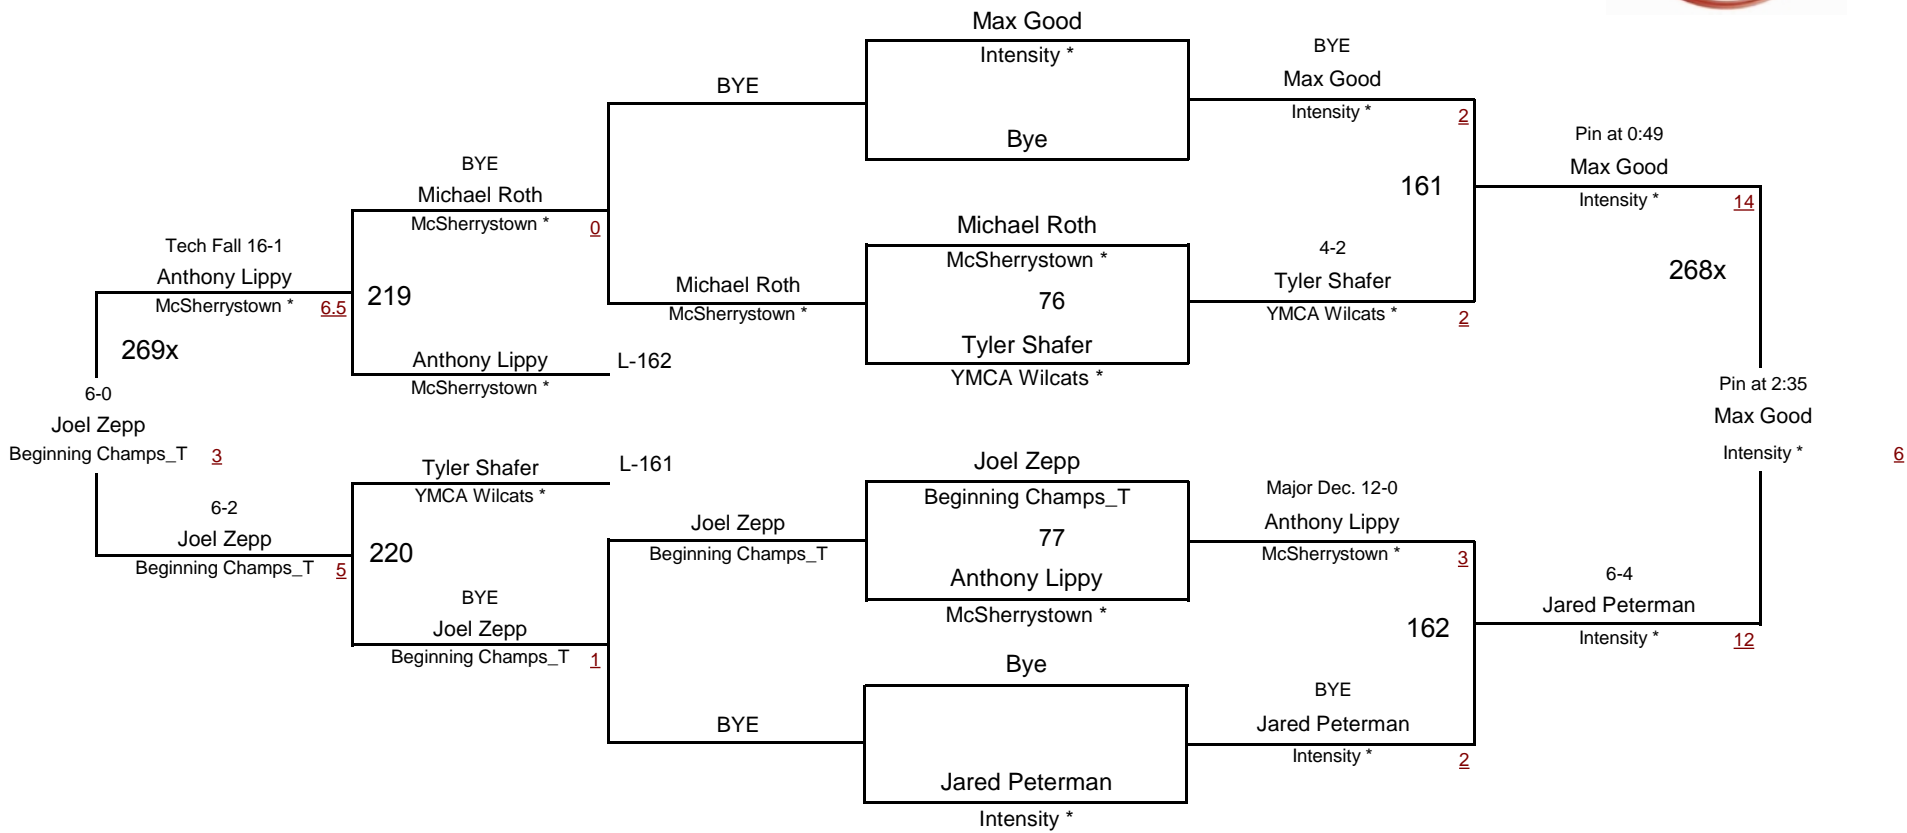 Max Good
Intensity *
Bye
BYE
BYE
Max Good
Intensity *
2
161
Pin at 0:49
Max Good
Intensity *
14
BYE
Michael Roth
McSherrystown *
0
Michael Roth
McSherrystown *
76
Tyler Shafer
YMCA Wilcats *
4-2
Tyler Shafer
YMCA Wilcats *
2
268x
Tech Fall 16-1
Anthony Lippy
McSherrystown *
6.5
219
Michael Roth
McSherrystown *
269x
Anthony Lippy
McSherrystown *
L-162
6-0
Joel Zepp
Beginning Champs_T
3
Pin at 2:35
Max Good
Intensity *
6
Tyler Shafer
YMCA Wilcats *
L-161
Joel Zepp
Beginning Champs_T
77
Anthony Lippy
McSherrystown *
Major Dec. 12-0
Anthony Lippy
McSherrystown *
3
6-2
Joel Zepp
Beginning Champs_T
5
220
Joel Zepp
Beginning Champs_T
BYE
Joel Zepp
Beginning Champs_T
1
162
6-4
Jared Peterman
Intensity *
12
Bye
BYE
Jared Peterman
Intensity *
BYE
Jared Peterman
Intensity *
2